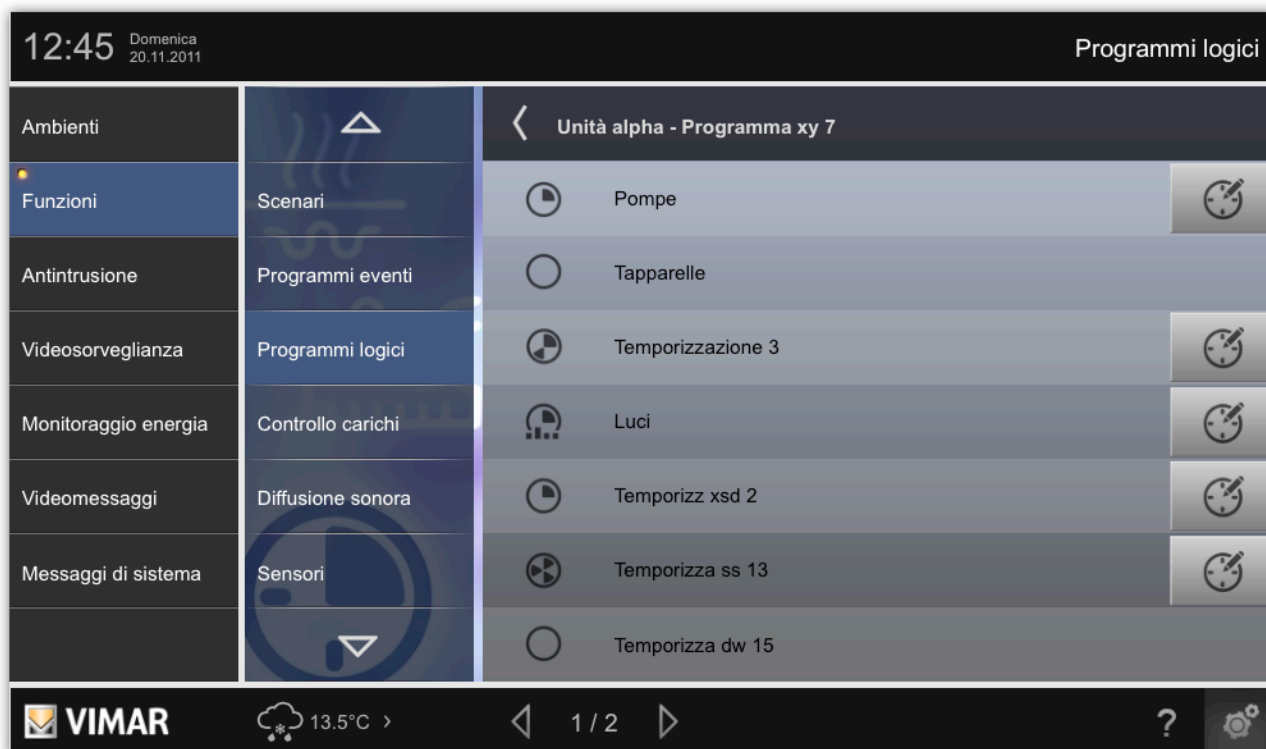 12:45
Domenica
20.11.2011
Programmi logici
Ambienti
Funzioni
Antintrusione
Videosorveglianza
Monitoraggio energia
Videomessaggi
Messaggi di sistema
Scenari
Programmi eventi
Programmi logici
Controllo carichi
Diffusione sonora
Sensori
Unità alpha - Programma xy 7
Pompe
Tapparelle
Temporizzazione 3
Luci
Temporizz xsd 2
Temporizza ss 13
Temporizza dw 15
VIMAR
13.5°C >
1 / 2
?